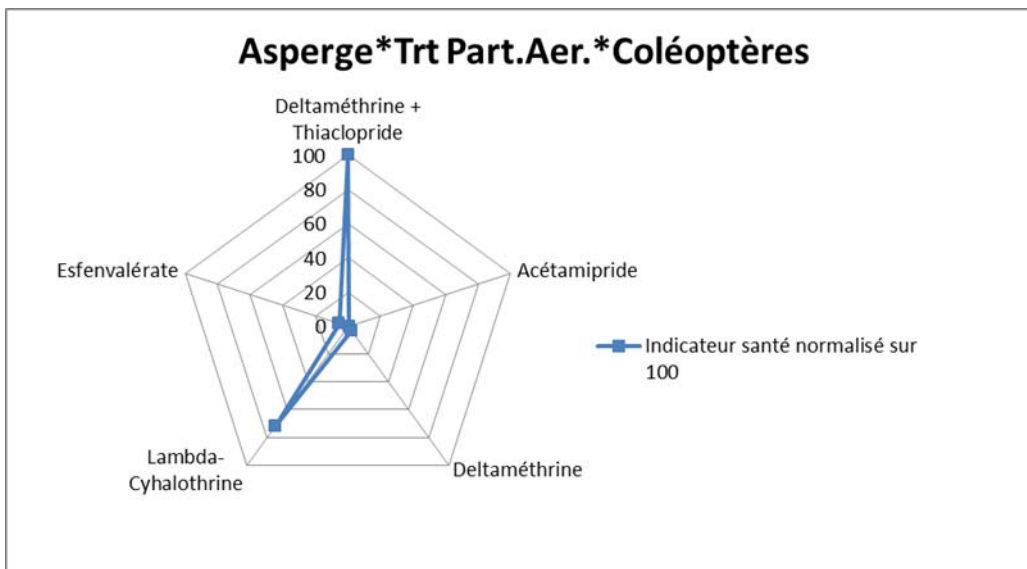 Asperge*Trt Part.Aer.*Coléoptères
Deltaméthrine +
Thiaclopride
100
80
60
40
20
0
Acétamipride
Deltaméthrine
Lambda-
Cyhalothrine
Esfenvalérate
Indicateur santé normalisé sur
100